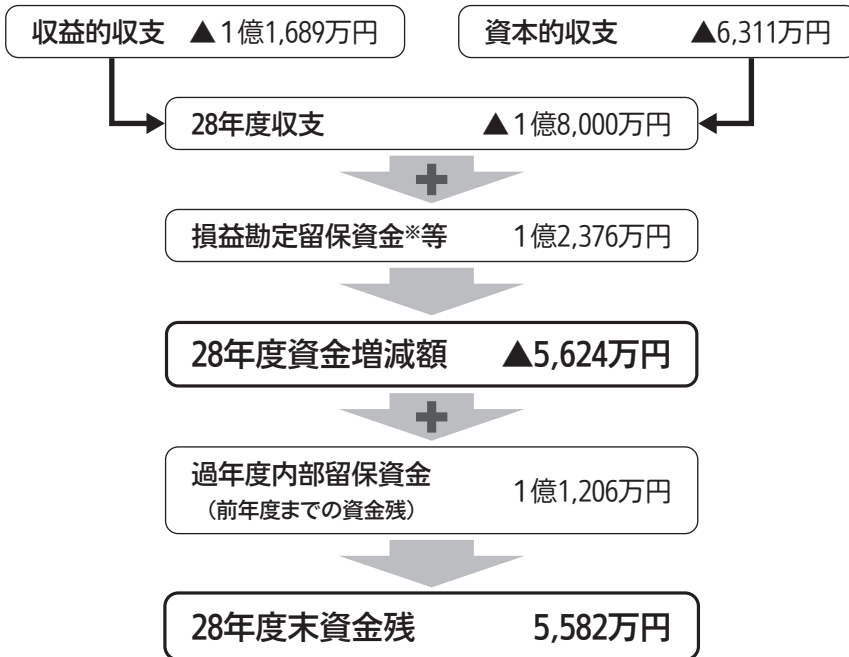 収益的収支 ▲1億1,689万円
資本的収支 ▲6,311万円
28年度収支 ▲1億8,000万円
+
損益勘定留保資金※等 1億2,376万円
28年度資金増減額 ▲5,624万円
+
過年度内部留保資金 1億1,206万円
(前年度までの資金残)
28年度末資金残 5,582万円